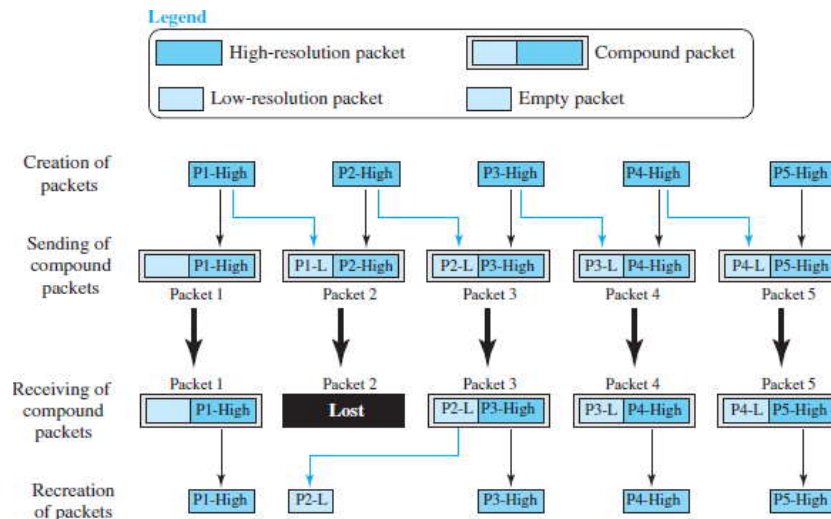 Legend
High-resolution packet
Compound packet
Low-resolution packet
Empty packet
Creation of
packets
P1-High
P2-High
P3-High
P4-High
P5-High
Sending of
compound
packets
P1-High
P1-L P2-High
P2-L P3-High
P3-L P4-High
P4-L P5-High
Packet 1
Packet 2
Packet 3
Packet 4
Packet 5
Receiving of
compound
packets
Packet 1
Packet 2
Packet 3
Packet 4
Packet 5
P1-High
Lost
P2-L P3-High
P3-L P4-High
P4-L P5-High
Recreation
of packets
P1-High
P2-L
P3-High
P4-High
P5-High